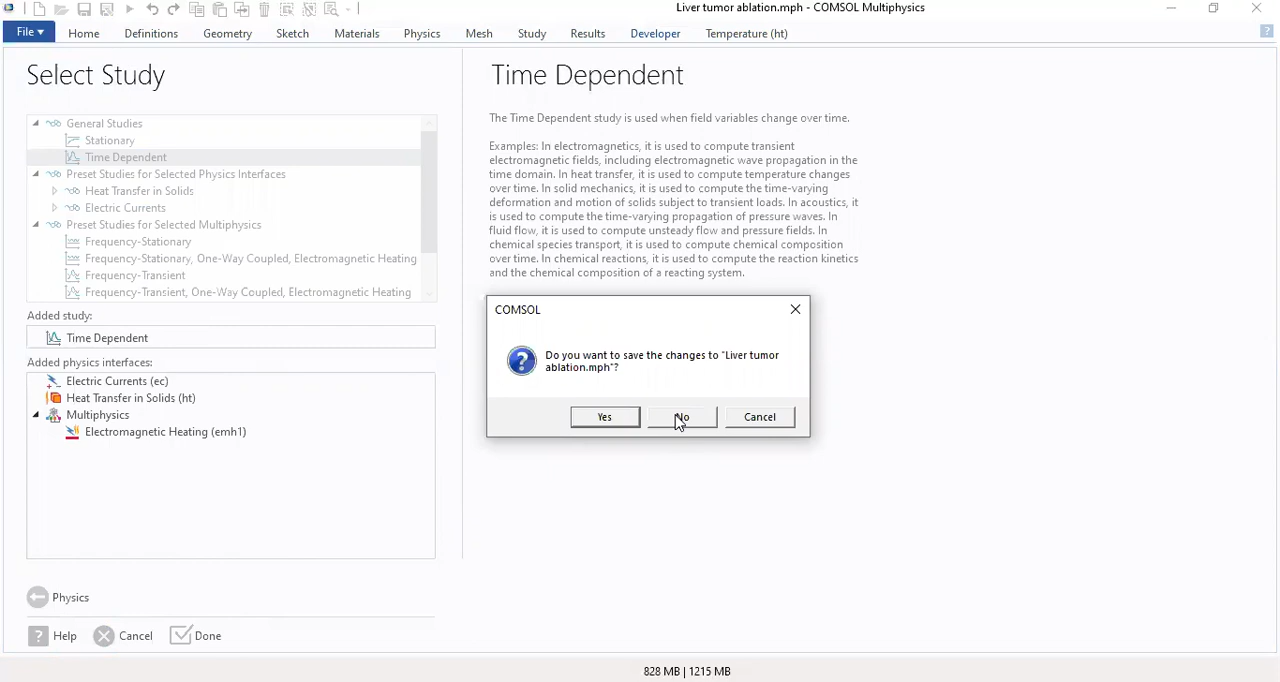 Liver tumor ablation.mph - COMSOL Multiphysics
File Home Definitions Geometry Sketch Materials Physics Mesh Study Results Developer Temperature (ht)
Select Study
General Studies
Stationary
Time Dependent
Preset Studies for Selected Physics Interfaces
Heat Transfer in Solids
Electric Currents
Preset Studies for Selected Multiphysics
Frequency-Stationary
Frequency-Stationary, One-Way Coupled, Electromagnetic Heating
Frequency-Transient
Frequency-Transient, One-Way Coupled, Electromagnetic Heating
Added study:
Time Dependent
Added physics interfaces:
Electric Currents (ec)
Heat Transfer in Solids (ht)
Multiphysics
Electromagnetic Heating (emh1)
Physics
? Help Cancel Done
Time Dependent
The Time Dependent study is used when field variables change over time.
Examples: In electromagnetics, it is used to compute transient
electromagnetic fields, including electromagnetic wave propagation in the
time domain. In heat transfer, it is used to compute temperature changes
over time. In solid mechanics, it is used to compute the time-varying
deformation and motion of solids subject to transient loads. In acoustics, it
is used to compute the time-varying propagation of pressure waves. In
fluid flow, it is used to compute unsteady flow and pressure fields. In
chemical species transport, it is used to compute chemical composition
over time. In chemical reactions, it is used to compute the reaction kinetics
and the chemical composition of a reacting system.
COMSOL
Do you want to save the changes to "Liver tumor
ablation.mph"?
Yes No Cancel
828 MB | 1215 MB